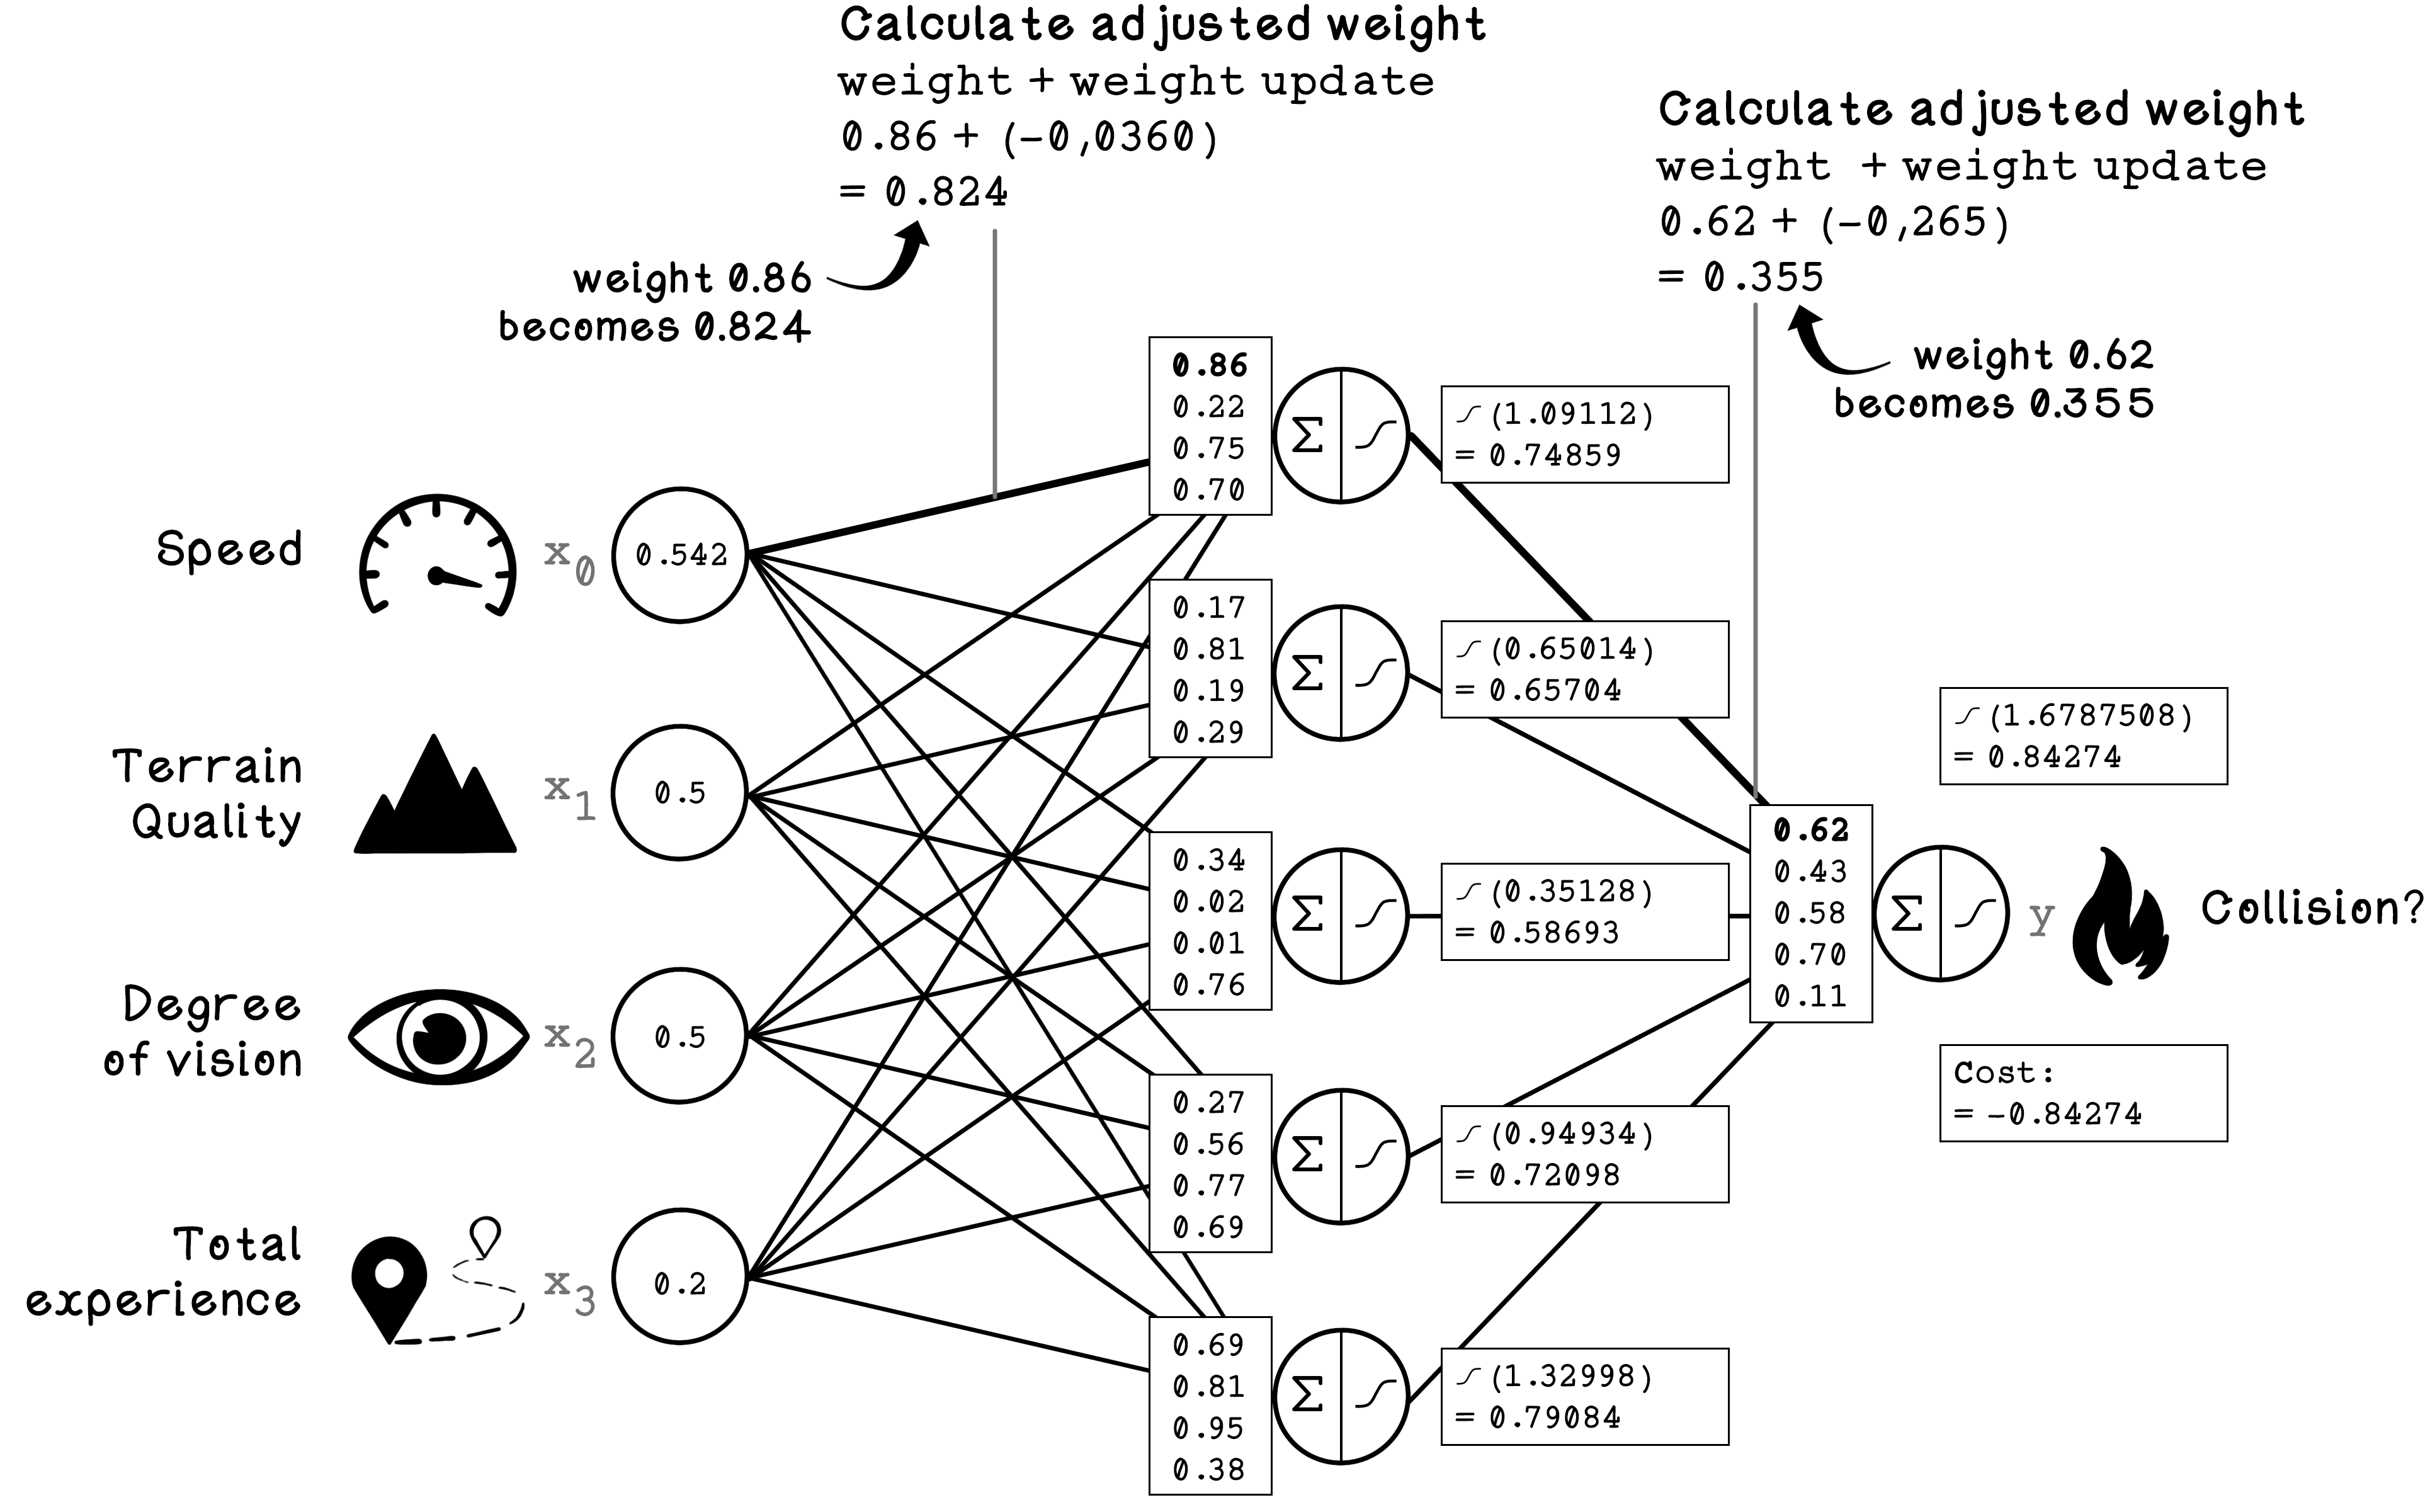 Calculate adjusted weight
weight + weight update
0.86 + (-0,0360)
= 0.824
weight 0.86
becomes 0.824
Calculate adjusted weight
weight + weight update
0.62 + (-0,265)
= 0.355
weight 0.62
becomes 0.355
Speed
x0
0.542
Terrain
Quality
x1
0.5
Degree
of vision
x2
0.5
Total
experience
x3
0.2
0.86
0.22
0.75
0.70
Σ
(1.09112)
= 0.74859
0.17
0.81
0.19
0.29
Σ
(0.65014)
= 0.65704
0.34
0.02
0.01
0.76
Σ
(0.35128)
= 0.58693
0.27
0.56
0.77
0.69
Σ
(0.94934)
= 0.72098
0.69
0.81
0.95
0.38
Σ
(1.32998)
= 0.79084
(1.6787508)
= 0.84274
0.62
0.43
0.58
0.70
0.11
Σ
y
Collision?
Cost:
= -0.84274